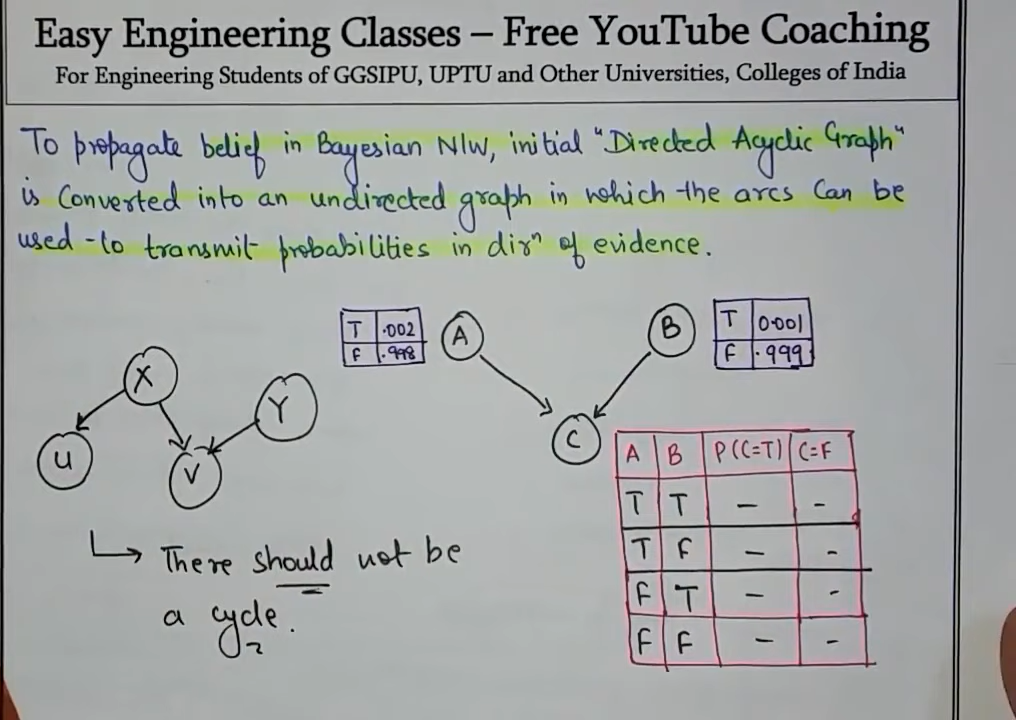 Easy Engineering Classes – Free YouTube Coaching
For Engineering Students of GGSIPU, UPTU and Other Universities, Colleges of India
To propagate belief in Bayesian N/W, initial "Directed Acyclic Graph"
is Converted into an undirected graph in which the arcs Can be
used to transmit probabilities in dirⁿ of evidence.
T .002
F .998
A
B
T 0.001
F .999
X
Y
U
V
C
A B P(C=T) C=F
T T – -
T F – -
F T – -
F F – -
↳ There should not be
a cycle.